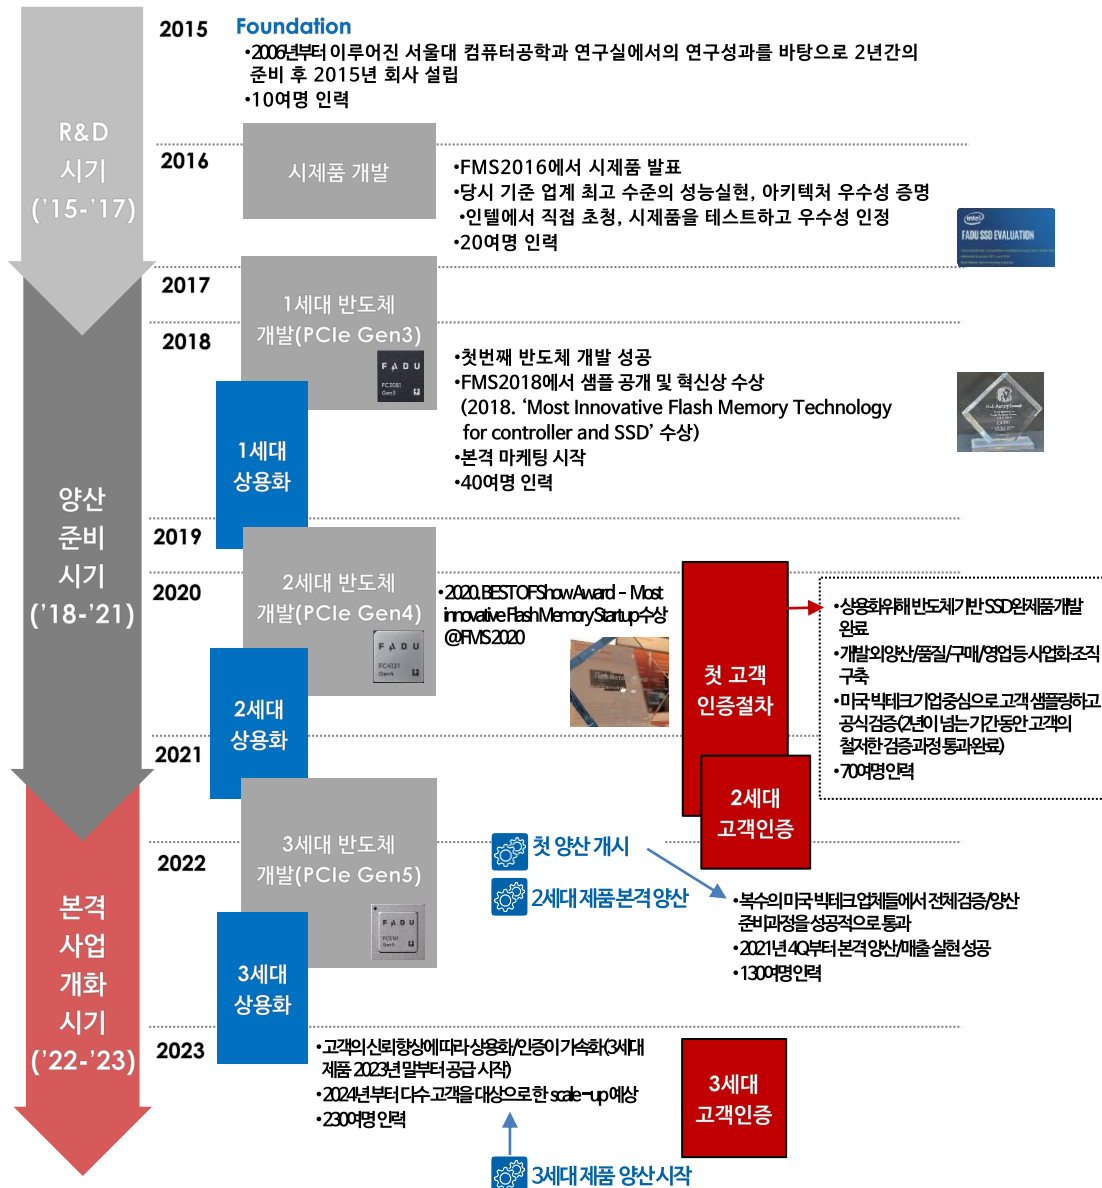 2015 Foundation
•2006년부터 이루어진 서울대 컴퓨터공학과 연구실에서의 연구성과를 바탕으로 2년간의
준비 후 2015년 회사 설립
•10여명 인력
R&D
시기
('15-'17)
2016
시제품 개발
•FMS2016에서 시제품 발표
•당시 기준 업계 최고 수준의 성능실현, 아키텍처 우수성 증명
•인텔에서 직접 초청, 시제품을 테스트하고 우수성 인정
•20여명 인력
intel
FADU SSD EVALUATION
2017
1세대 반도체
개발(PCIe Gen3)
FADU
FC3081
Gen3
2018
•첫번째 반도체 개발 성공
•FMS2018에서 샘플 공개 및 혁신상 수상
(2018. ‘Most Innovative Flash Memory Technology
for controller and SSD’ 수상)
•본격 마케팅 시작
•40여명 인력
1세대
상용화
양산
준비
시기
('18-'21)
2019
2020
2세대 반도체
개발(PCIe Gen4)
FADU
FC4121
Gen4
•2020. BEST OF Show Award – Most
innovative Flash Memory Startup 수상
@FMS 2020
첫 고객
인증절차
•상용화위해 반도체기반 SSD완제품 개발
완료
•개발 외 양산/품질/구매/영업 등 사업화 조직
구축
•미국 빅테크 기업 중심으로 고객 샘플링하고
공식 검증(2년이 넘는 기간 동안 고객의
철저한 검증과정 통과 완료)
•70여명 인력
2세대
상용화
2021
2세대
고객인증
3세대 반도체
개발(PCIe Gen5)
FADU
FC5161
Gen5
2022
첫 양산 개시
2세대 제품 본격 양산
•복수의 미국 빅테크 업체들에서 전체 검증/양산
준비과정을 성공적으로 통과
•2021년 4Q부터 본격 양산/매출 실현 성공
•130여명 인력
본격
사업
개화
시기
('22-'23)
3세대
상용화
2023
•고객의 신뢰 향상에 따라 상용화/인증이 가속화(3세대
제품 2023년 말부터 공급 시작)
•2024년부터 다수 고객을 대상으로 한 scale-up 예상
•230여명 인력
3세대
고객인증
3세대 제품 양산 시작